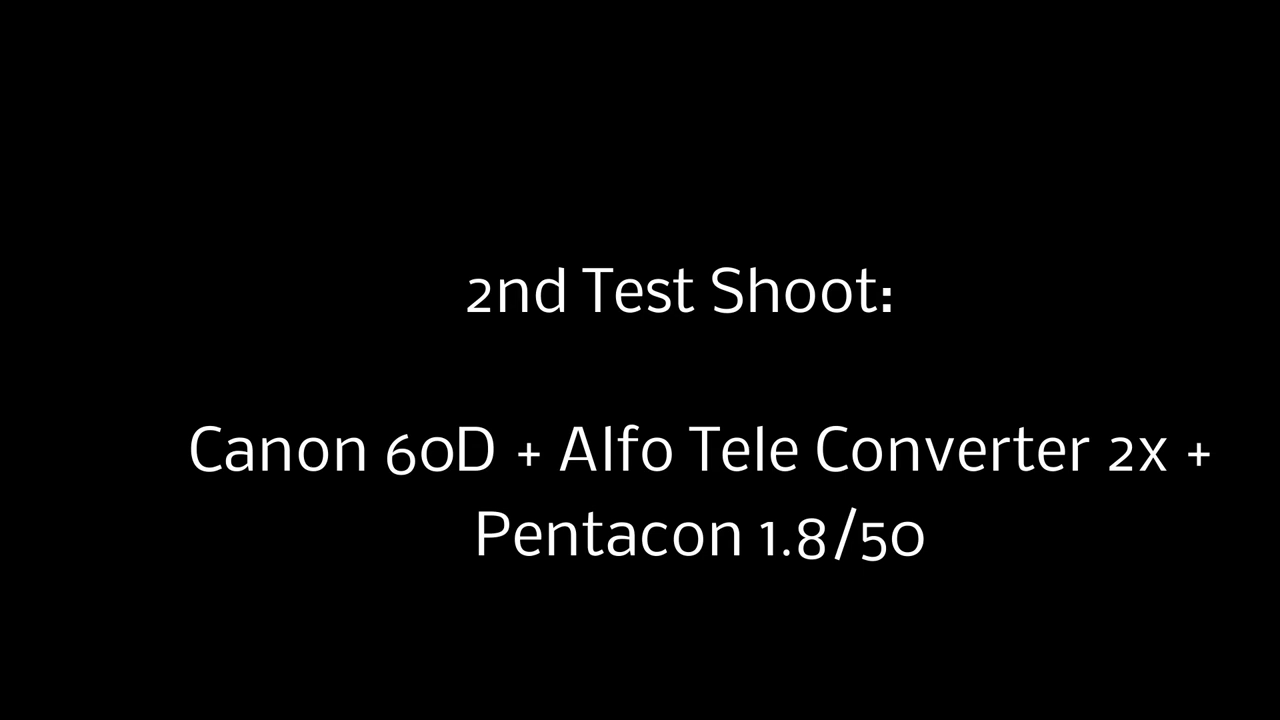 2nd Test Shoot:
Canon 60D + Alfo Tele Converter 2x +
Pentacon 1.8/50